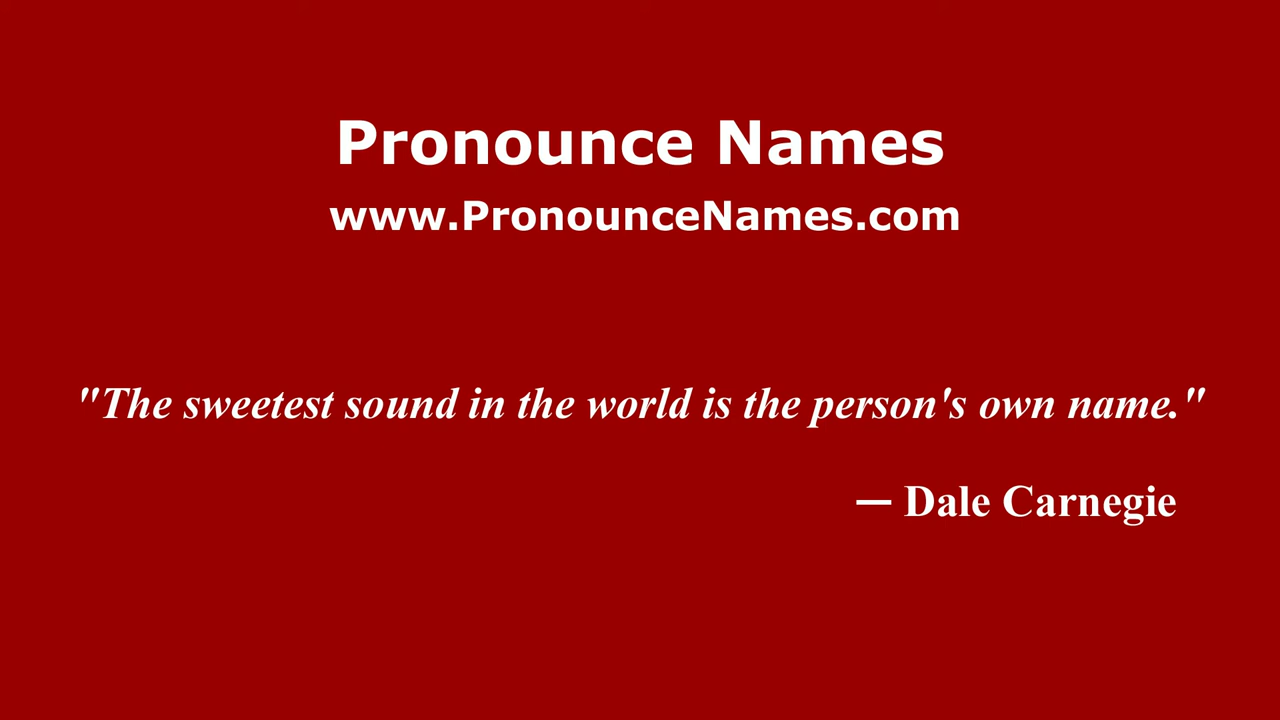 Pronounce Names
www.PronounceNames.com
"The sweetest sound in the world is the person's own name."
— Dale Carnegie